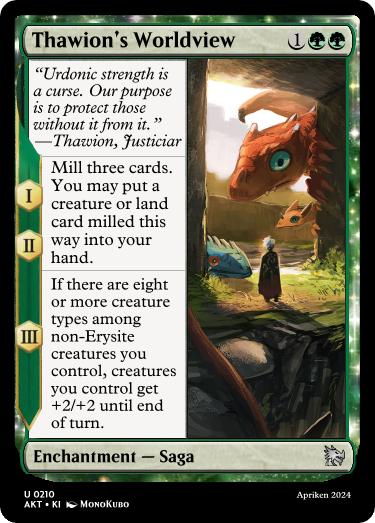 Thawion's Worldview 1
“Urdonic strength is
a curse. Our purpose
is to protect those
without it from it.”
—Thawion, Justiciar
I
II
Mill three cards.
You may put a
creature or land
card milled this
way into your
hand.
III
If there are eight
or more creature
types among
non-Erysite
creatures you
control, creatures
you control get
+2/+2 until end
of turn.
Enchantment — Saga
U 0210
AKT • KI MonoKubo
Apriken 2024